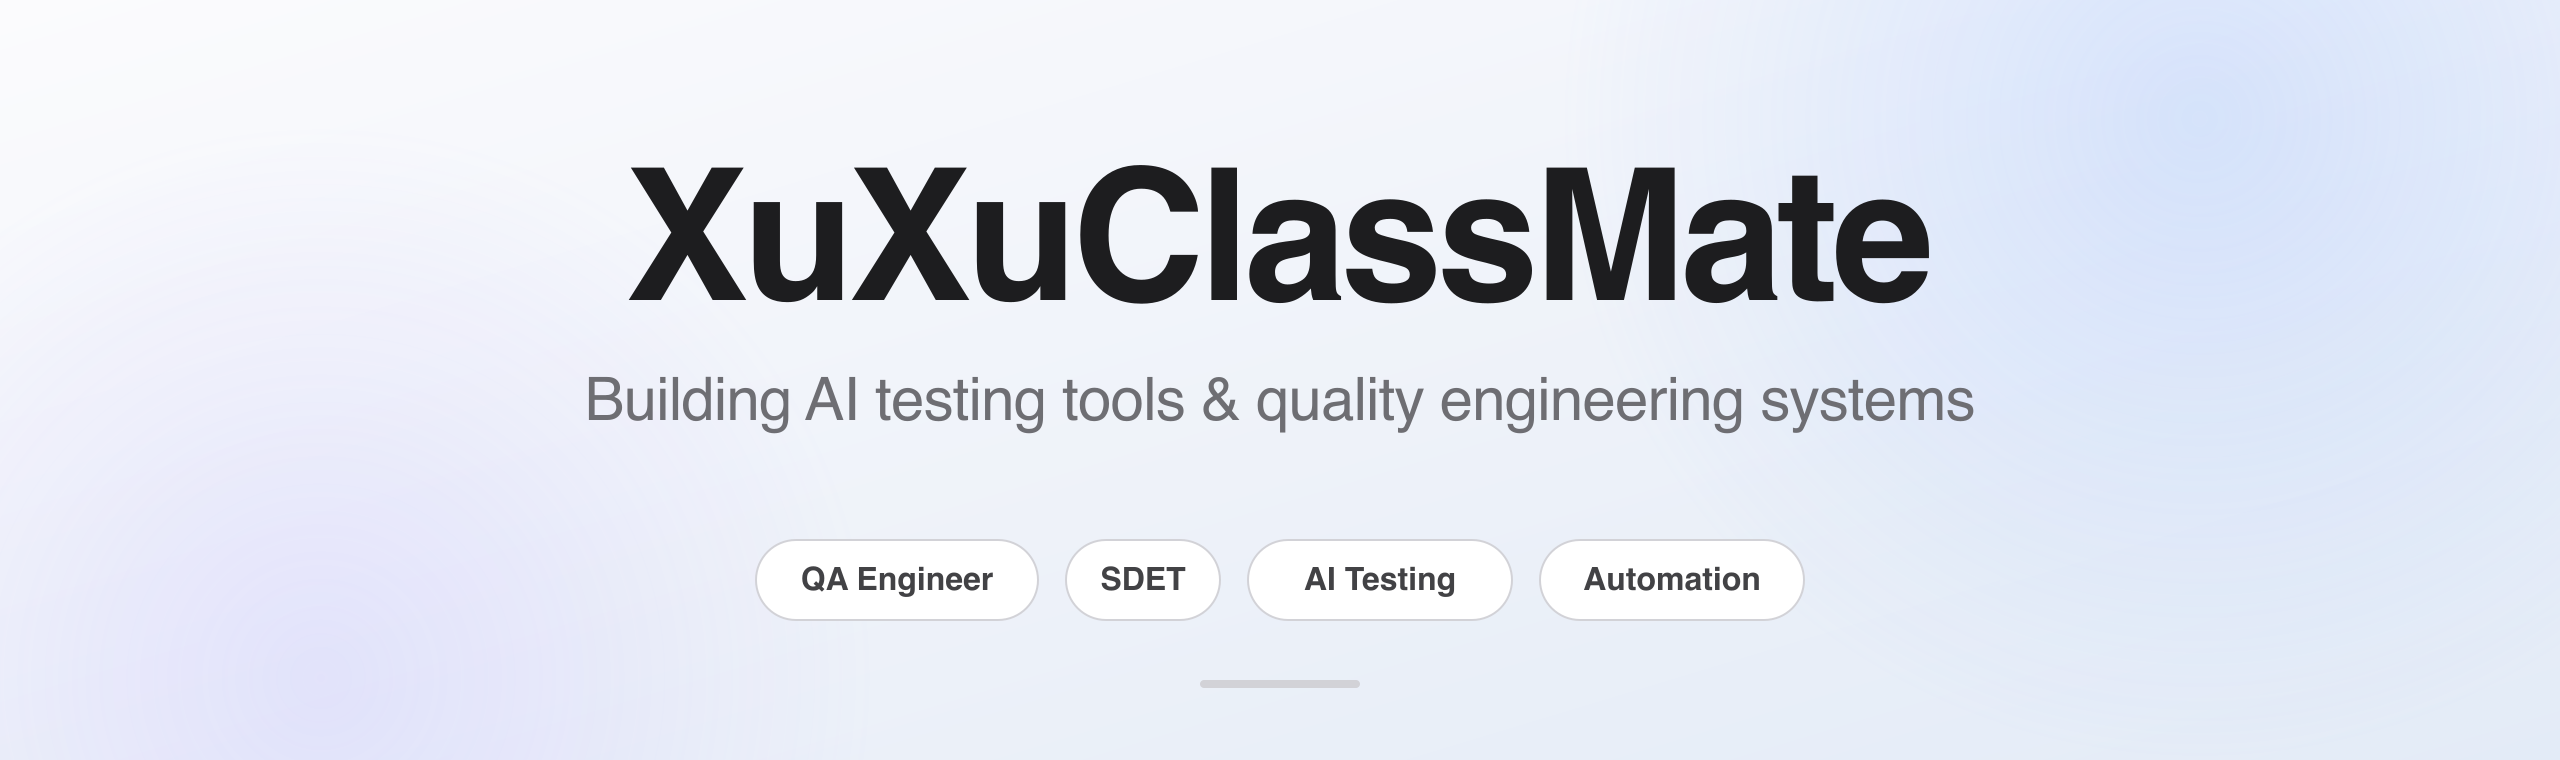 XuXuClassMate
Building AI testing tools & quality engineering systems
QA Engineer SDET AI Testing Automation